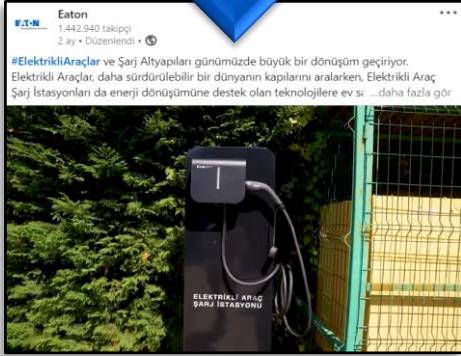 EATON
Eaton
1.442.940 takipçi
2 ay • Düzenlendi •
#ElektrikliAraçlar ve Şarj Altyapıları günümüzde büyük bir dönüşüm geçiriyor.
Elektrikli Araçlar, daha sürdürülebilir bir dünyanın kapılarını aralarken, Elektrikli Araç
Şarj İstasyonları da enerji dönüşümüne destek olan teknolojilere ev sa ...daha fazla gör
ELEKTRİKLİ ARAÇ
ŞARJ İSTASYONU